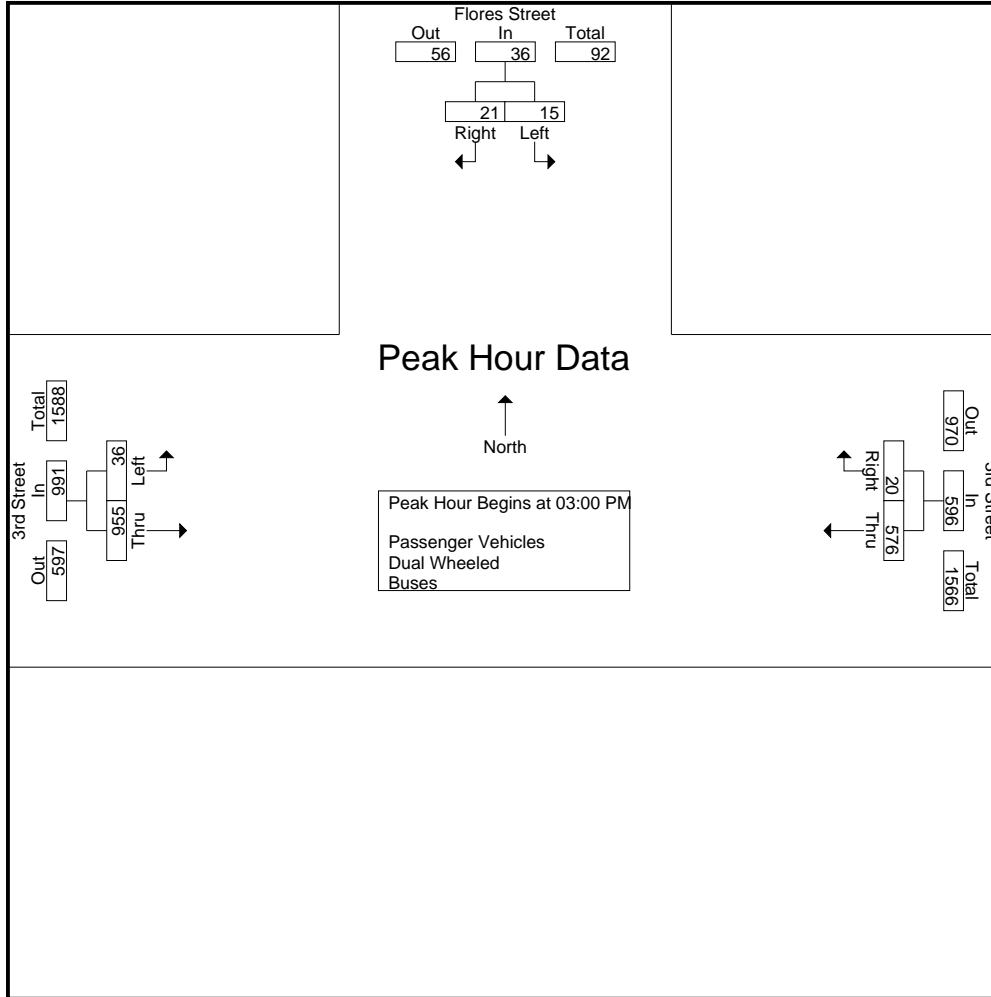 Flores Street
Out In Total
56 36 92
21 15
Right Left
Peak Hour Data
North
Peak Hour Begins at 03:00 PM
Passenger Vehicles
Dual Wheeled
Buses
3rd Street
Out In Total
597 991 1588
36 955
Left Thru
3rd Street
Out In Total
970 596 1566
Right Thru
20 576